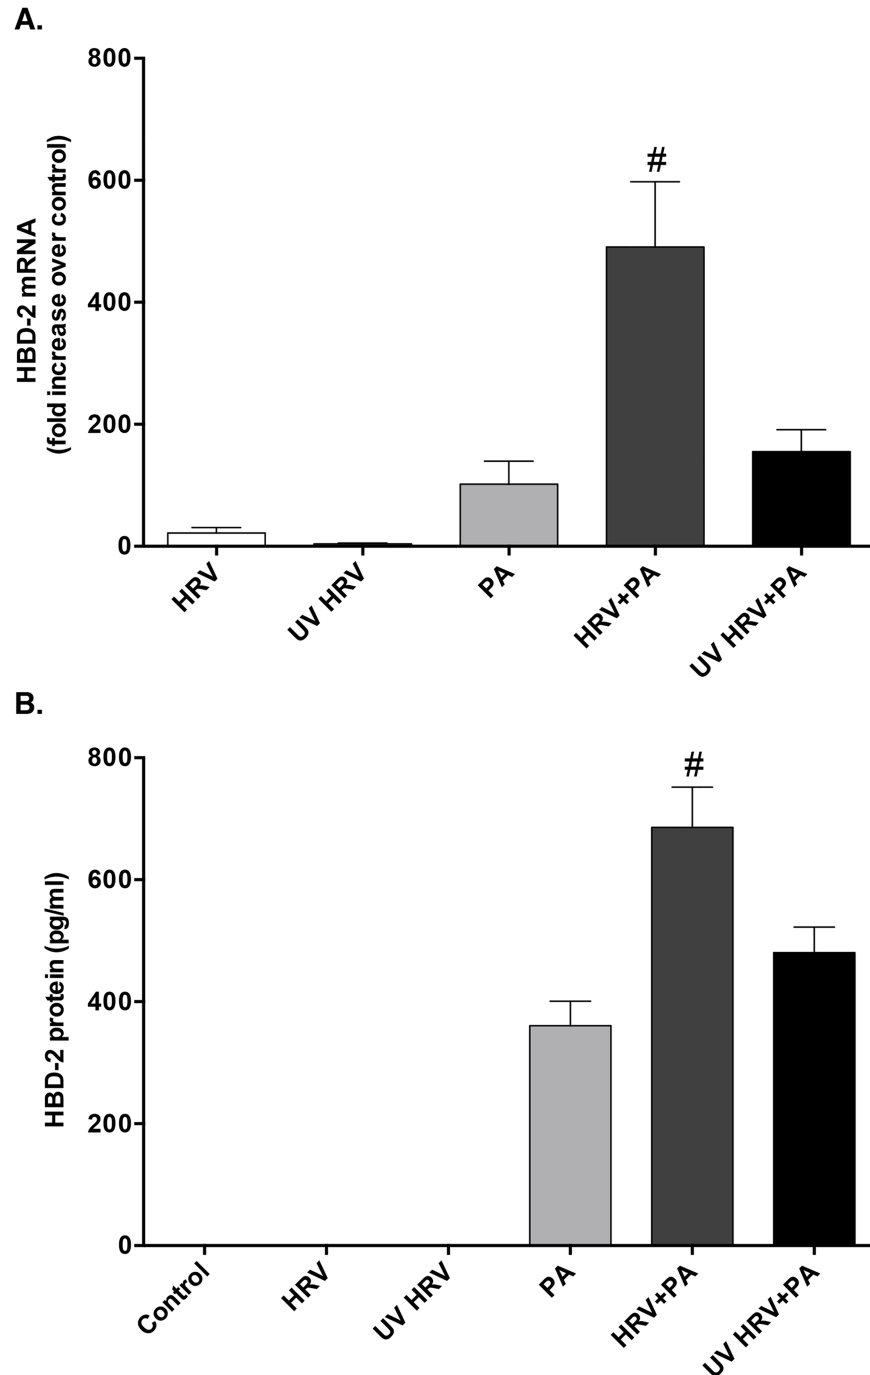 A.
HBD-2 mRNA
(fold increase over control)
800
600
400
200
0
#
HRV
UV HRV
PA
HRV+PA
UV HRV+PA
B.
HBD-2 protein (pg/ml)
800
600
400
200
0
#
Control
HRV
UV HRV
PA
HRV+PA
UV HRV+PA